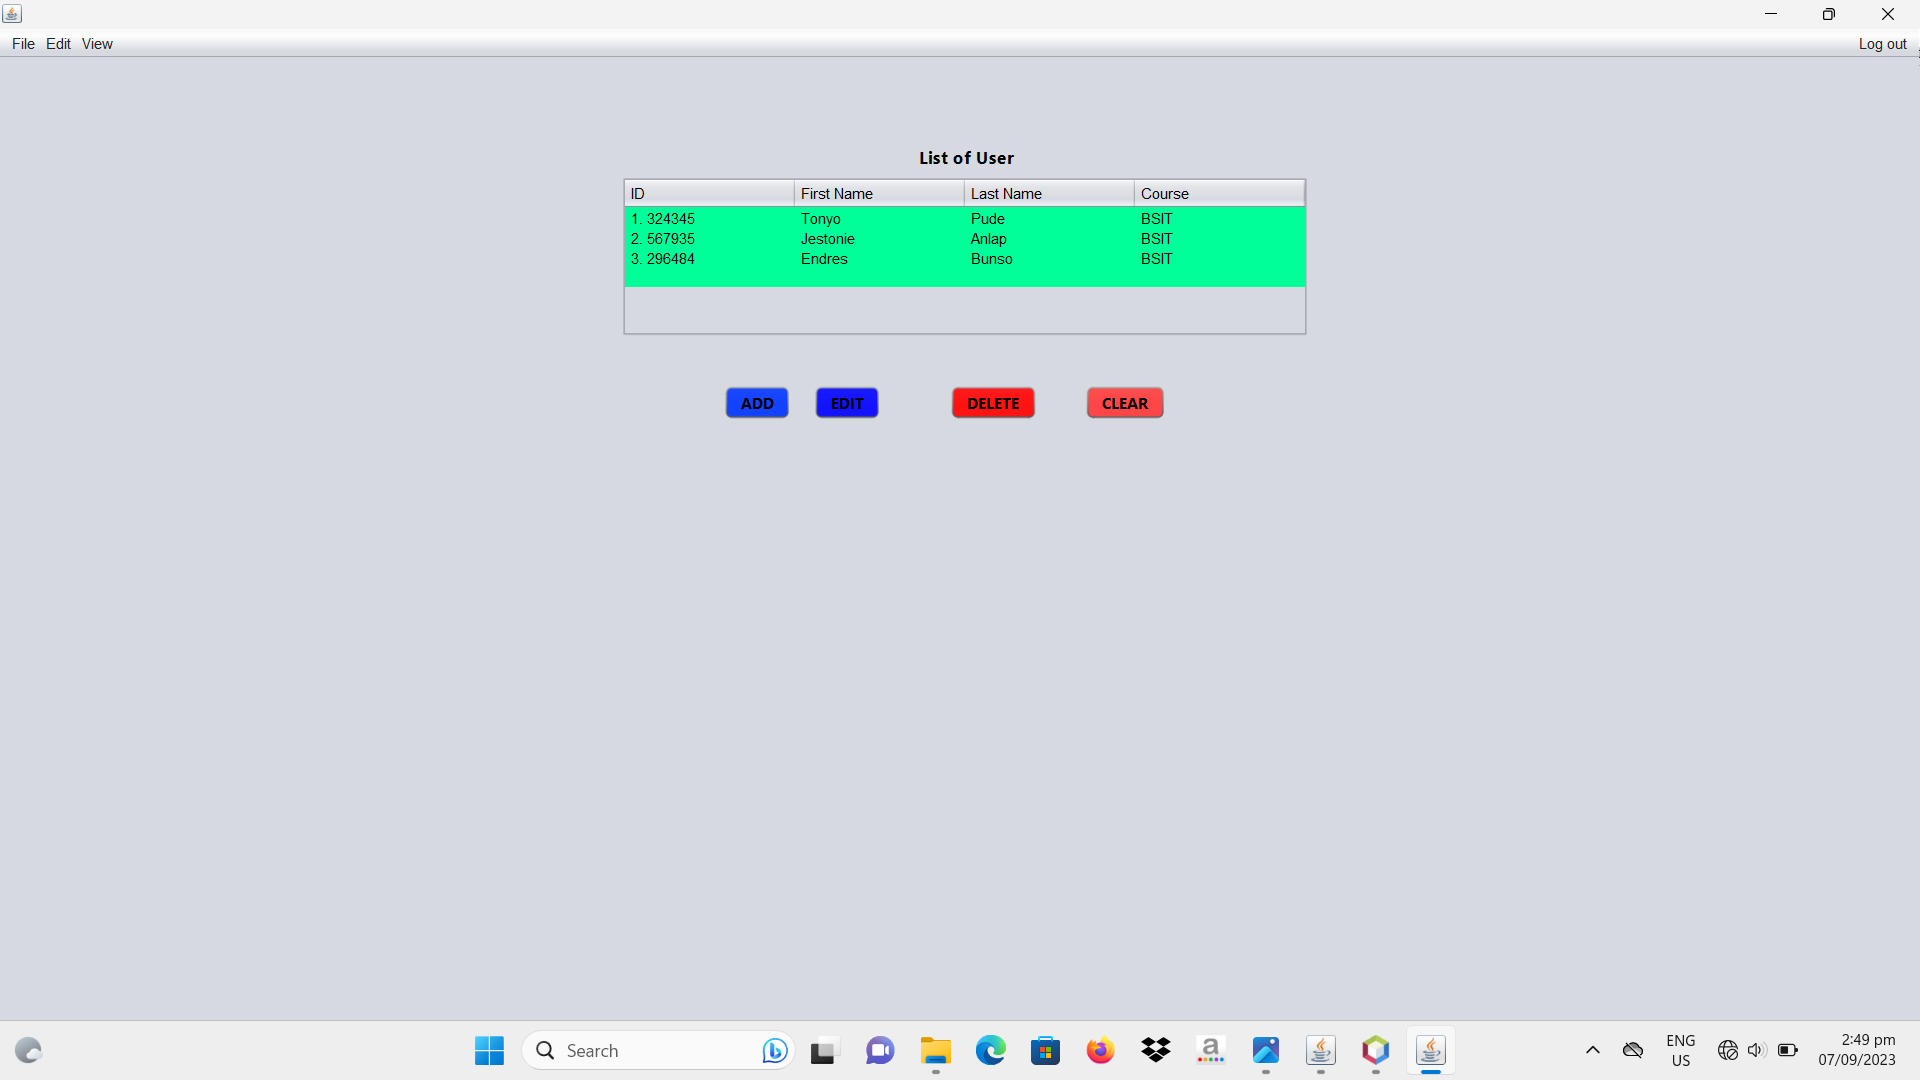 File Edit View Log out
List of User
ID First Name Last Name Course
1. 324345 Tonyo Pude BSIT
2. 567935 Jestonie Anlap BSIT
3. 296484 Endres Bunso BSIT
ADD EDIT DELETE CLEAR
Search
a
ENG
US
2:49 pm
07/09/2023